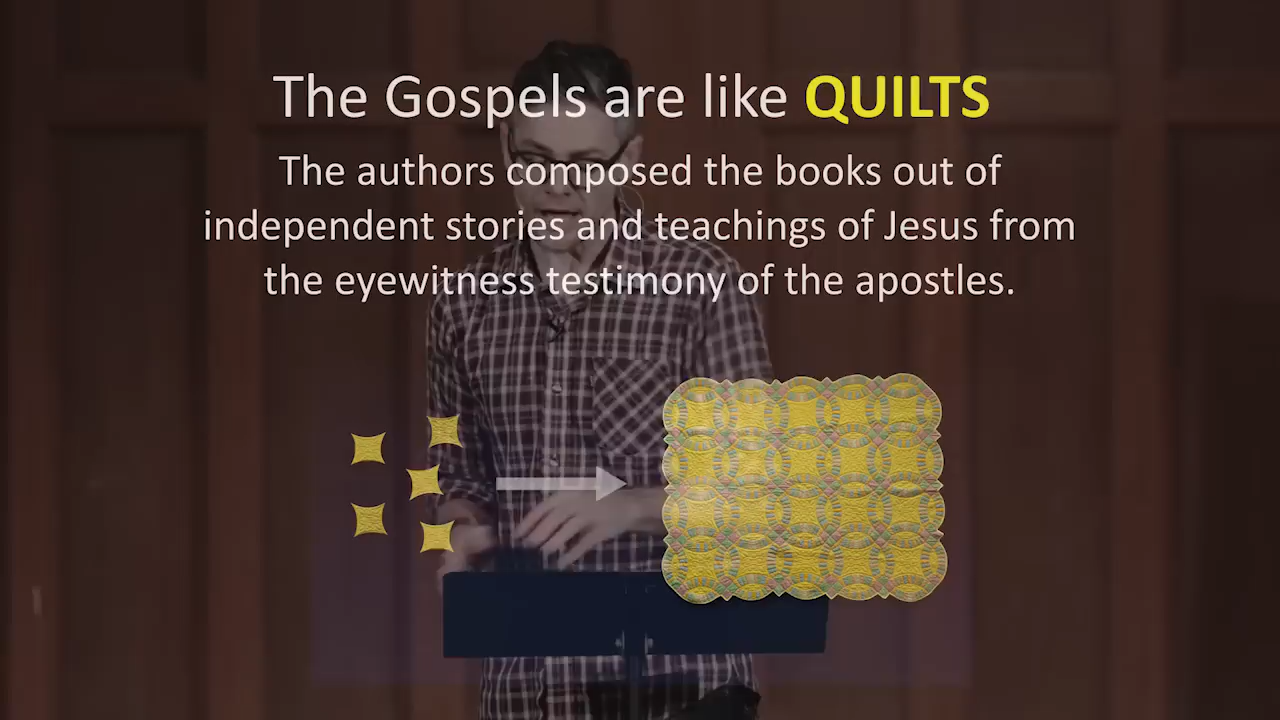 The Gospels are like QUILTS
The authors composed the books out of
independent stories and teachings of Jesus from
the eyewitness testimony of the apostles.